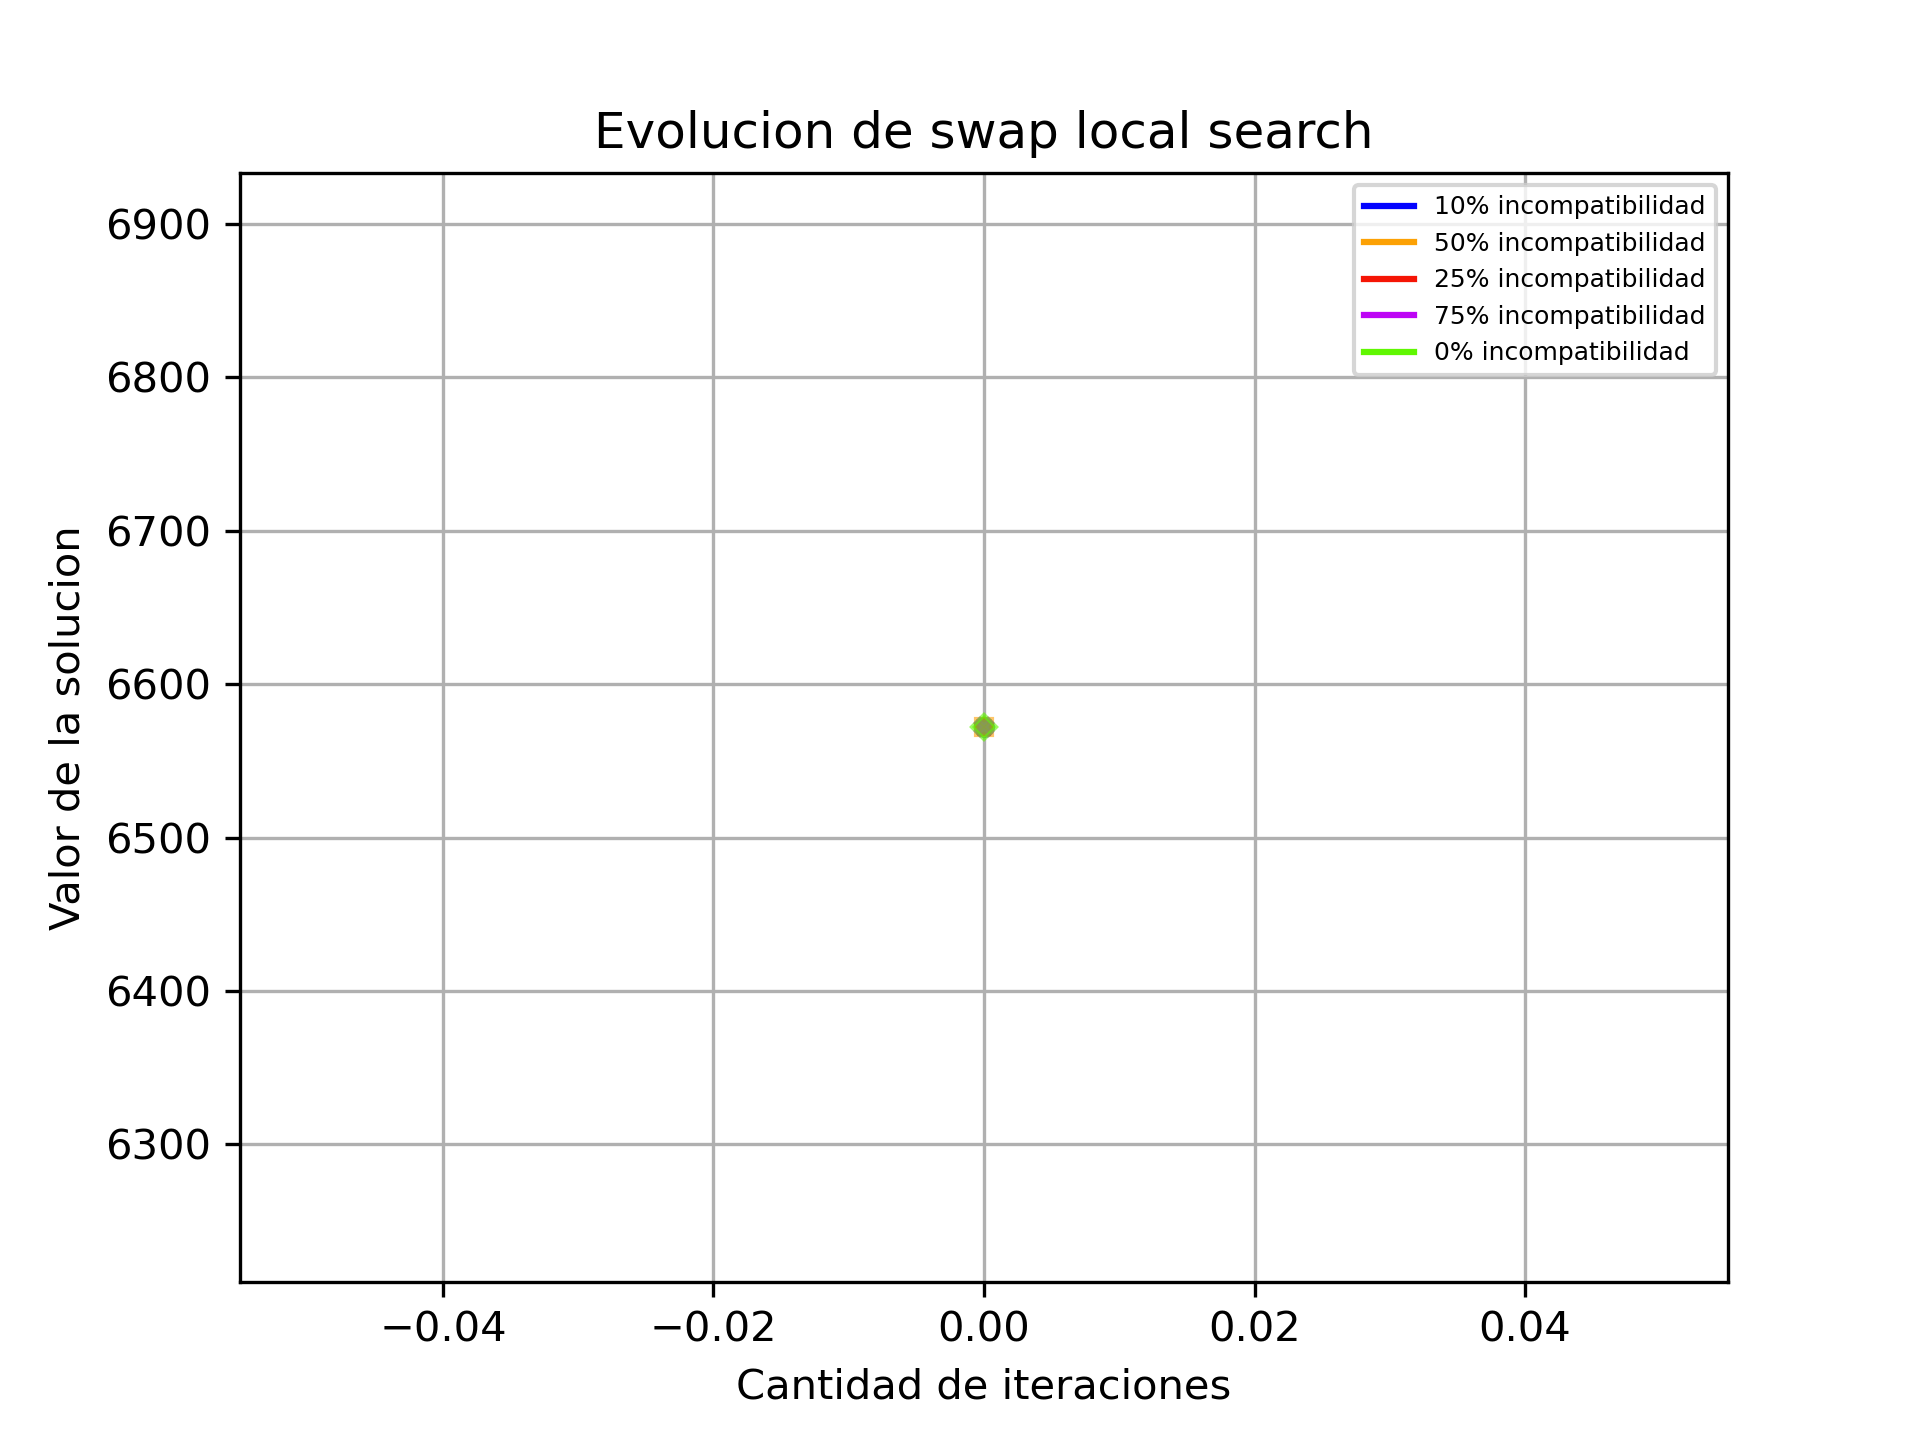 Evolucion de swap local search
10% incompatibilidad
50% incompatibilidad
25% incompatibilidad
75% incompatibilidad
0% incompatibilidad
Valor de la solucion
6900
6800
6700
6600
6500
6400
6300
−0.04 −0.02 0.00 0.02 0.04
Cantidad de iteraciones